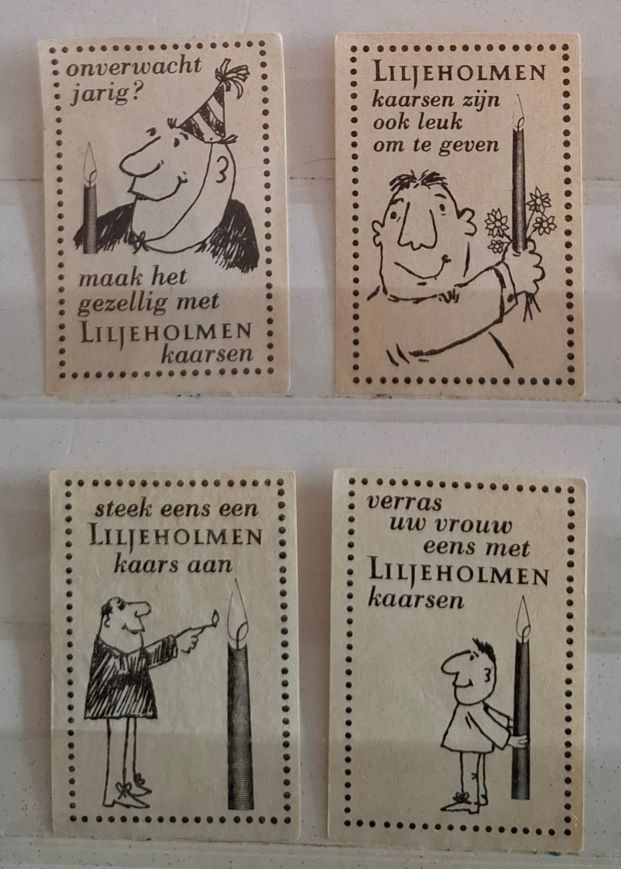 onverwacht
jarig?
maak het
gezellig met
LILJEHOLMEN
kaarsen
LILJEHOLMEN
kaarsen zijn
ook leuk
om te geven
steek eens een
LILJEHOLMEN
kaars aan
verras
uw vrouw
eens met
LILJEHOLMEN
kaarsen